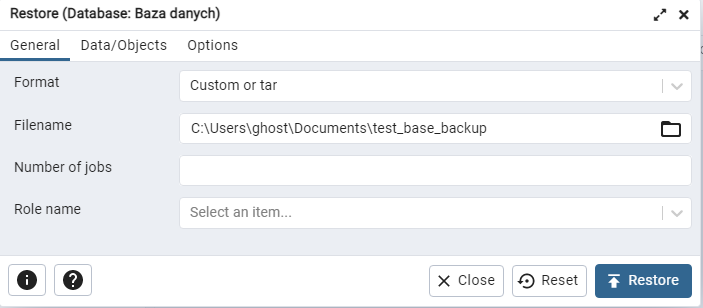 Restore (Database: Baza danych)
General Data/Objects Options
Format Custom or tar
Filename C:\Users\ghost\Documents\test_base_backup
Number of jobs
Role name Select an item...
Close Reset Restore